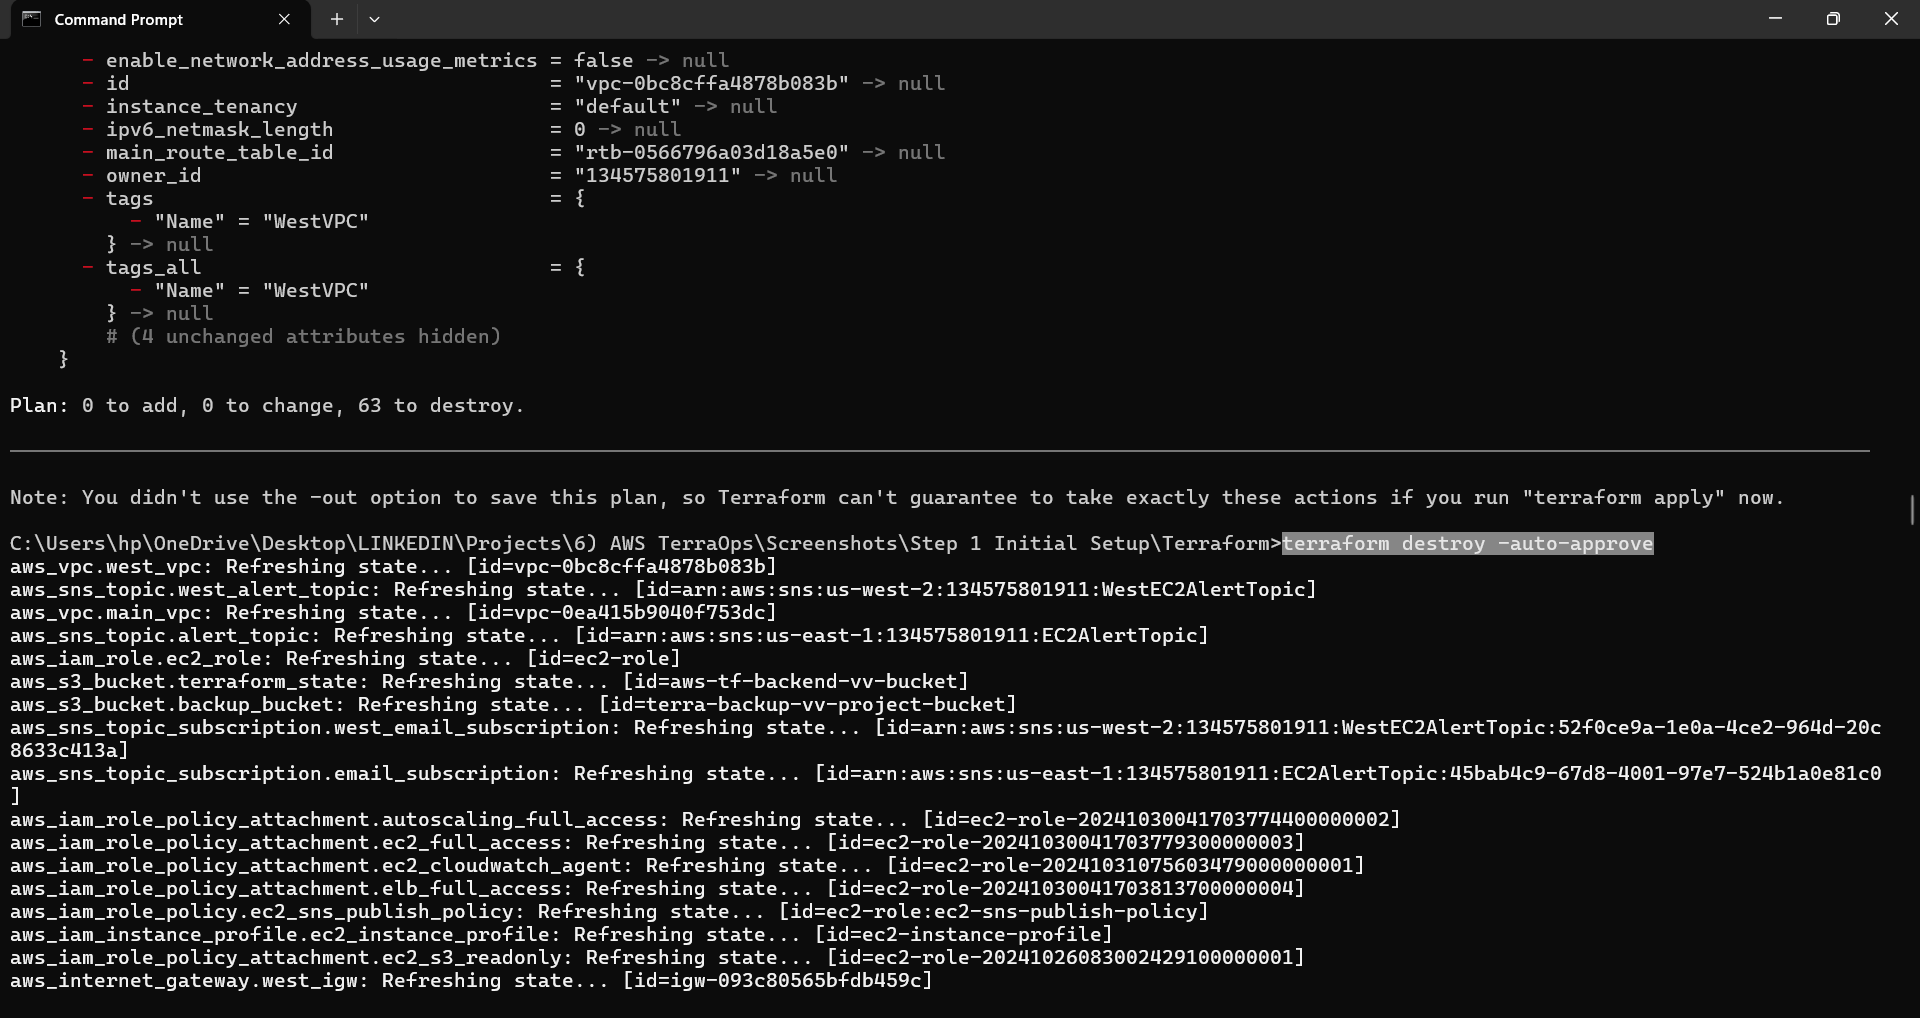 Command Prompt
- enable_network_address_usage_metrics = false -> null
- id = "vpc-0bc8cffa4878b083b" -> null
- instance_tenancy = "default" -> null
- ipv6_netmask_length = 0 -> null
- main_route_table_id = "rtb-0566796a03d18a5e0" -> null
- owner_id = "134575801911" -> null
- tags = {
- "Name" = "WestVPC"
} -> null
- tags_all = {
- "Name" = "WestVPC"
} -> null
# (4 unchanged attributes hidden)
}
Plan: 0 to add, 0 to change, 63 to destroy.
Note: You didn't use the -out option to save this plan, so Terraform can't guarantee to take exactly these actions if you run "terraform apply" now.
C:\Users\hp\OneDrive\Desktop\LINKEDIN\Projects\6) AWS TerraOps\Screenshots\Step 1 Initial Setup\Terraform>terraform destroy -auto-approve
aws_vpc.west_vpc: Refreshing state... [id=vpc-0bc8cffa4878b083b]
aws_sns_topic.west_alert_topic: Refreshing state... [id=arn:aws:sns:us-west-2:134575801911:WestEC2AlertTopic]
aws_vpc.main_vpc: Refreshing state... [id=vpc-0ea415b9040f753dc]
aws_sns_topic.alert_topic: Refreshing state... [id=arn:aws:sns:us-east-1:134575801911:EC2AlertTopic]
aws_iam_role.ec2_role: Refreshing state... [id=ec2-role]
aws_s3_bucket.terraform_state: Refreshing state... [id=aws-tf-backend-vv-bucket]
aws_s3_bucket.backup_bucket: Refreshing state... [id=terra-backup-vv-project-bucket]
aws_sns_topic_subscription.west_email_subscription: Refreshing state... [id=arn:aws:sns:us-west-2:134575801911:WestEC2AlertTopic:52f0ce9a-1e0a-4ce2-964d-20c
8633c413a]
aws_sns_topic_subscription.email_subscription: Refreshing state... [id=arn:aws:sns:us-east-1:134575801911:EC2AlertTopic:45bab4c9-67d8-4001-97e7-524b1a0e81c0
]
aws_iam_role_policy_attachment.autoscaling_full_access: Refreshing state... [id=ec2-role-20241030041703774400000002]
aws_iam_role_policy_attachment.ec2_full_access: Refreshing state... [id=ec2-role-20241030041703779300000003]
aws_iam_role_policy_attachment.ec2_cloudwatch_agent: Refreshing state... [id=ec2-role-20241031075603479000000001]
aws_iam_role_policy_attachment.elb_full_access: Refreshing state... [id=ec2-role-20241030041703813700000004]
aws_iam_role_policy.ec2_sns_publish_policy: Refreshing state... [id=ec2-role:ec2-sns-publish-policy]
aws_iam_instance_profile.ec2_instance_profile: Refreshing state... [id=ec2-instance-profile]
aws_iam_role_policy_attachment.ec2_s3_readonly: Refreshing state... [id=ec2-role-20241026083002429100000001]
aws_internet_gateway.west_igw: Refreshing state... [id=igw-093c80565bfdb459c]